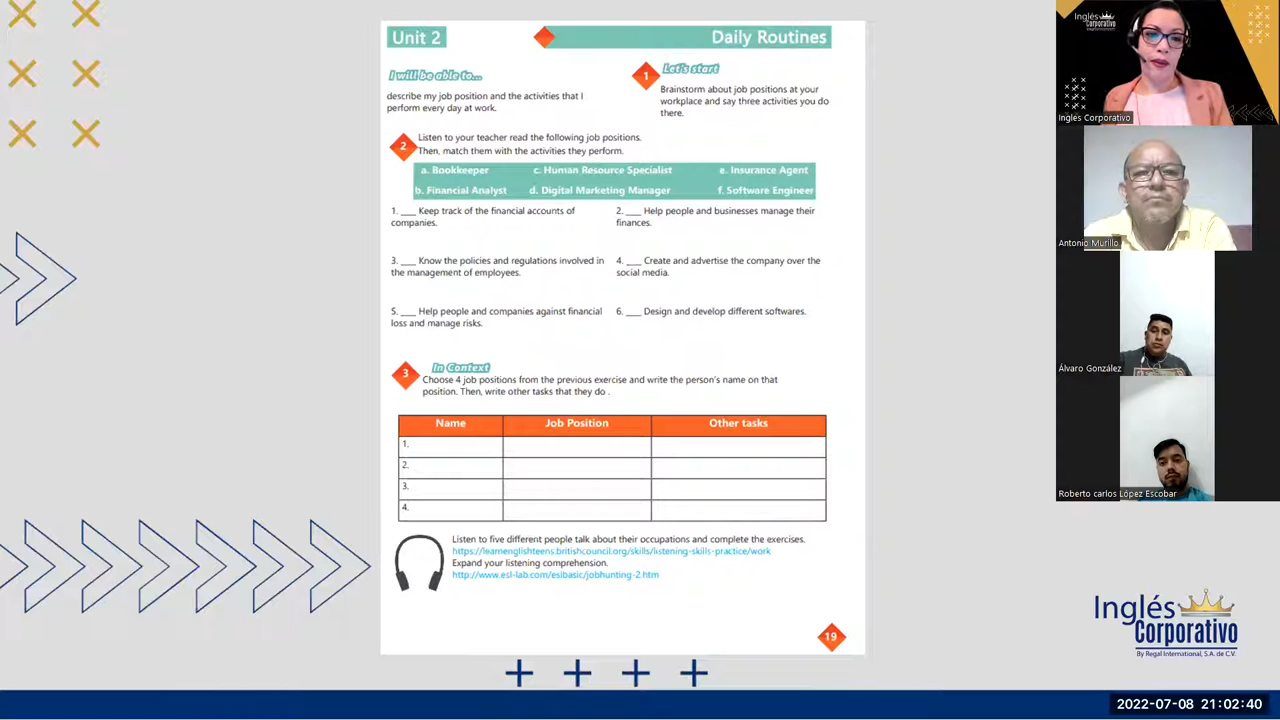 Unit 2
Daily Routines
I will be able to...
describe my job position and the activities that I
perform every day at work.
1
Let's start
Brainstorm about job positions at your
workplace and say three activities you do
there.
2
Listen to your teacher read the following job positions.
Then, match them with the activities they perform.
a. Bookkeeper
c. Human Resource Specialist
e. Insurance Agent
b. Financial Analyst
d. Digital Marketing Manager
f. Software Engineer
1. ___ Keep track of the financial accounts of
companies.
2. ___ Help people and businesses manage their
finances.
3. ___ Know the policies and regulations involved in
the management of employees.
4. ___ Create and advertise the company over the
social media.
5. ___ Help people and companies against financial
loss and manage risks.
6. ___ Design and develop different softwares.
3
In Context
Choose 4 job positions from the previous exercise and write the person's name on that
position. Then, write other tasks that they do .
Name
Job Position
Other tasks
1.
2.
3.
4.
Listen to five different people talk about their occupations and complete the exercises.
https://learnenglishteens.britishcouncil.org/skills/listening-skills-practice/work
Expand your listening comprehension.
http://www.esl-lab.com/eslbasic/jobhunting-2.htm
19
Inglés
Corporativo
Inglés Corporativo
Antonio Murillo
Álvaro González
Roberto carlos López Escobar
Inglés
Corporativo
By Regal International, S.A. de C.V.
2022-07-08 21:02:40